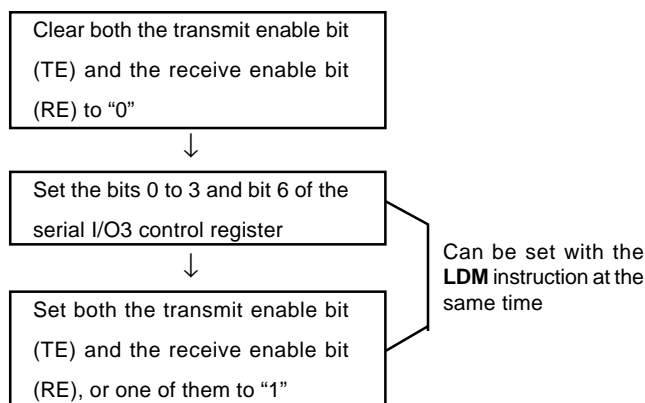 Clear both the transmit enable bit
(TE) and the receive enable bit
(RE) to “0”
↓
Set the bits 0 to 3 and bit 6 of the
serial I/O3 control register
↓
Set both the transmit enable bit
(TE) and the receive enable bit
(RE), or one of them to “1”
Can be set with the
LDM instruction at the
same time